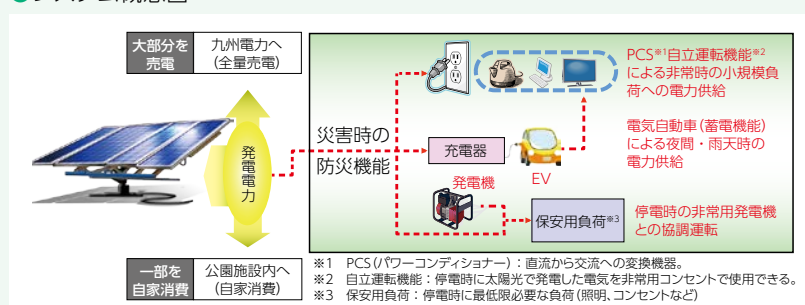 大部分を
売電
九州電力へ
(全量売電)
発電電力
災害時の
防災機能
PCS※1自立運転機能※2
による非常時の小規模負
荷への電力供給
充電器
EV
電気自動車(蓄電機能)
による夜間・雨天時の
電力供給
発電機
保安用負荷※3
停電時の非常用発電機
との協調運転
一部を
自家消費
公園施設内へ
(自家消費)
※1 PCS(パワーコンディショナー):直流から交流への変換機器。
※2 自立運転機能:停電時に太陽光で発電した電気を非常用コンセントで使用できる。
※3 保安用負荷:停電時に最低限必要な負荷(照明、コンセントなど)